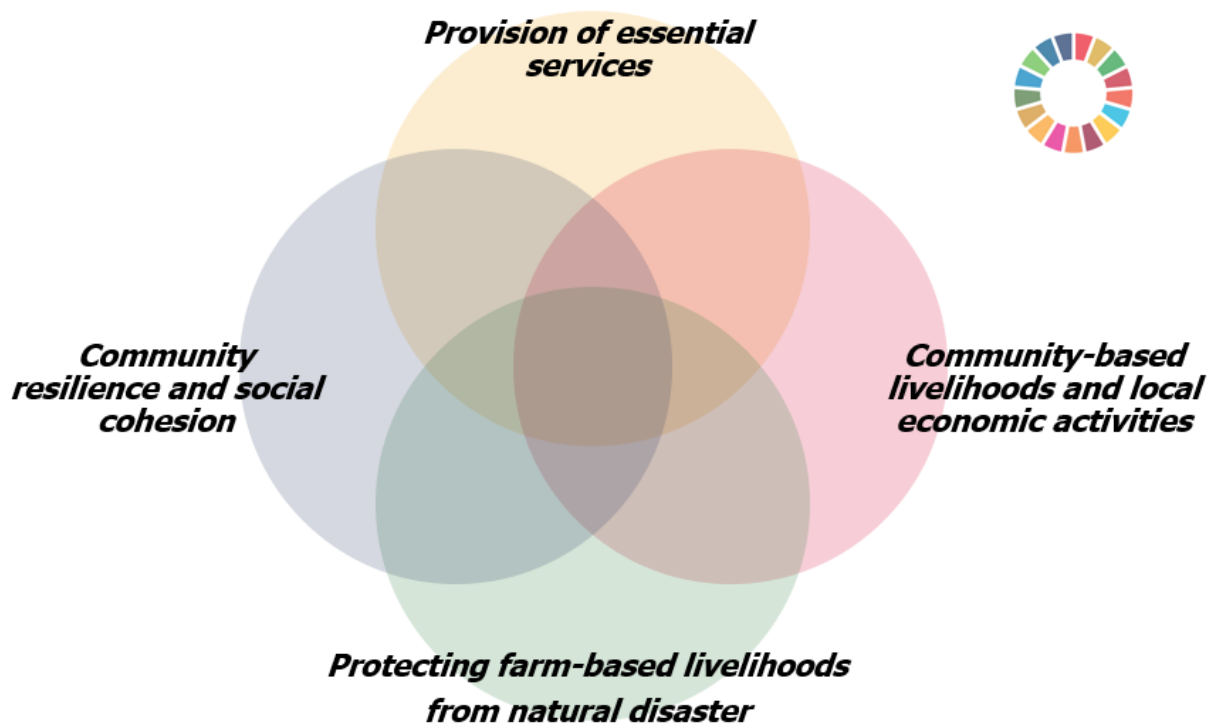 Provision of essential
services
Community
resilience and social
cohesion
Community-based
livelihoods and local
economic activities
Protecting farm-based livelihoods
from natural disaster